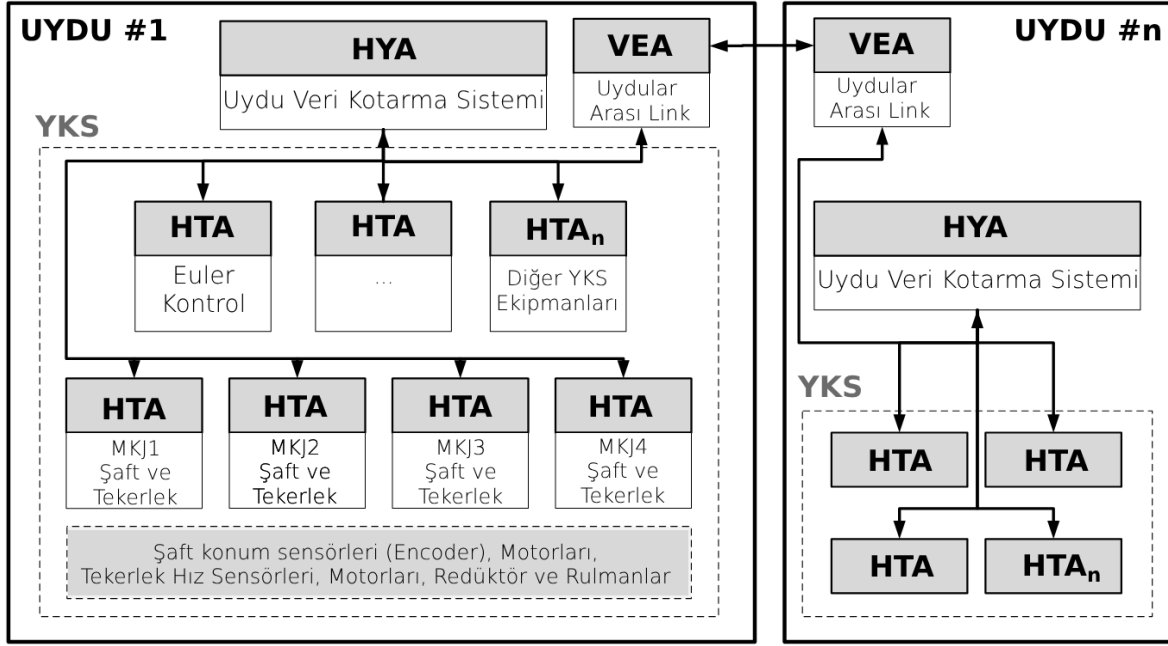 UYDU #1
HYA
Uydu Veri Kotarma Sistemi
VEA
Uydular
Arası Link
YKS
HTA
Euler
Kontrol
HTA
...
HTAn
Diğer YKS
Ekipmanları
HTA
MKJ1
Şaft ve
Tekerlek
HTA
MKJ2
Şaft ve
Tekerlek
HTA
MKJ3
Şaft ve
Tekerlek
HTA
MKJ4
Şaft ve
Tekerlek
Şaft konum sensörleri (Encoder), Motorları,
Tekerlek Hız Sensörleri, Motorları, Redüktör ve Rulmanlar
UYDU #n
VEA
Uydular
Arası Link
HYA
Uydu Veri Kotarma Sistemi
YKS
HTA
HTA
HTA
HTAn